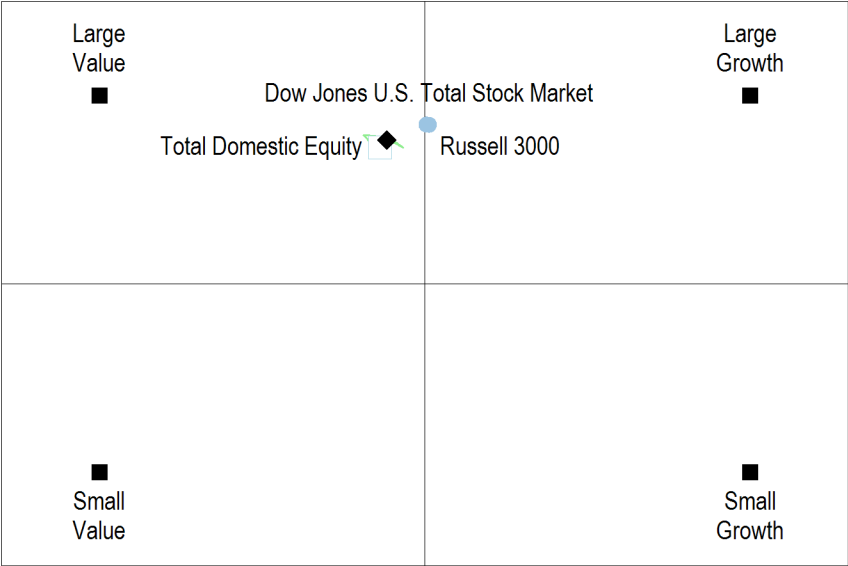 Large
Value
Large
Growth
Dow Jones U.S. Total Stock Market
Total Domestic Equity
Russell 3000
Small
Value
Small
Growth